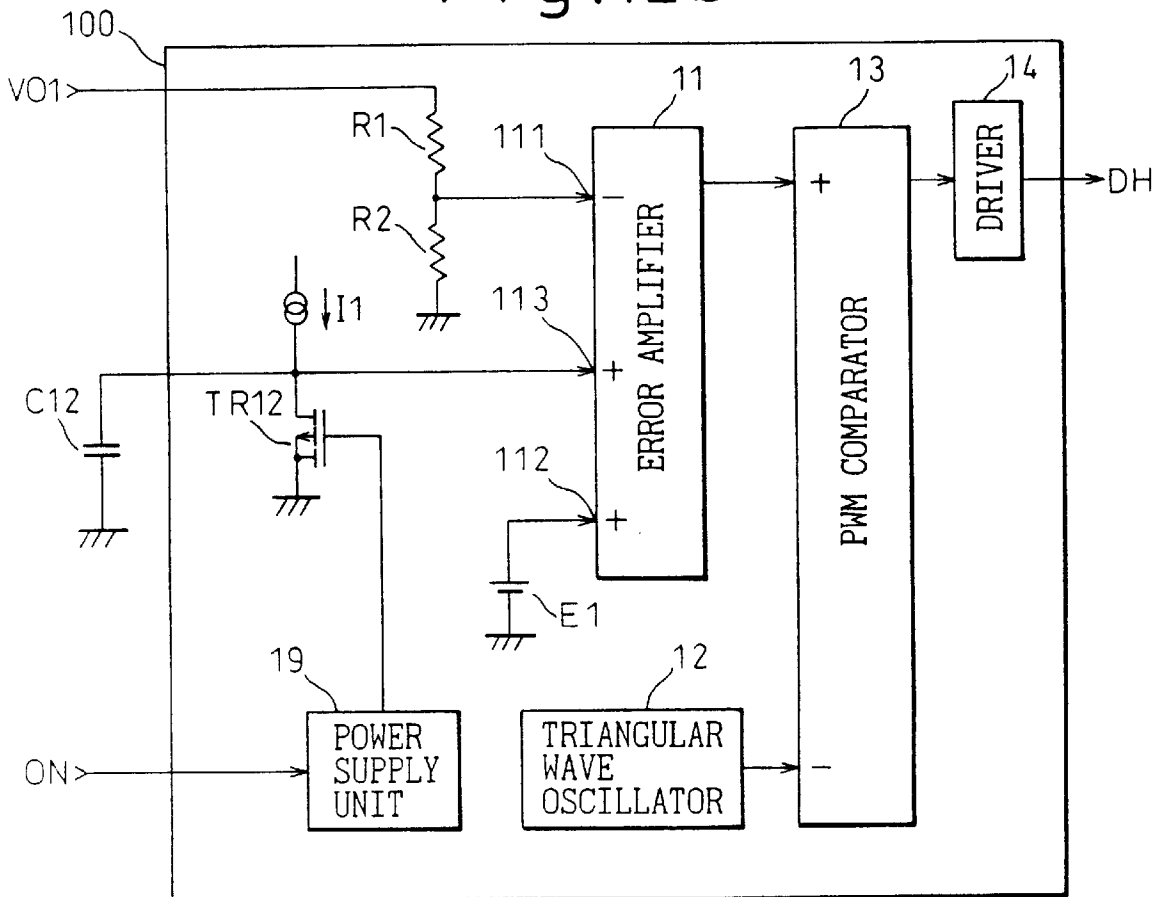 100
VO1
R1
R2
111
11
13
14
DRIVER
DH
−
+
I1
113
+
ERROR AMPLIFIER
PWM COMPARATOR
C12
TR12
112
+
E1
19
12
POWER
SUPPLY
UNIT
TRIANGULAR
WAVE
OSCILLATOR
−
ON